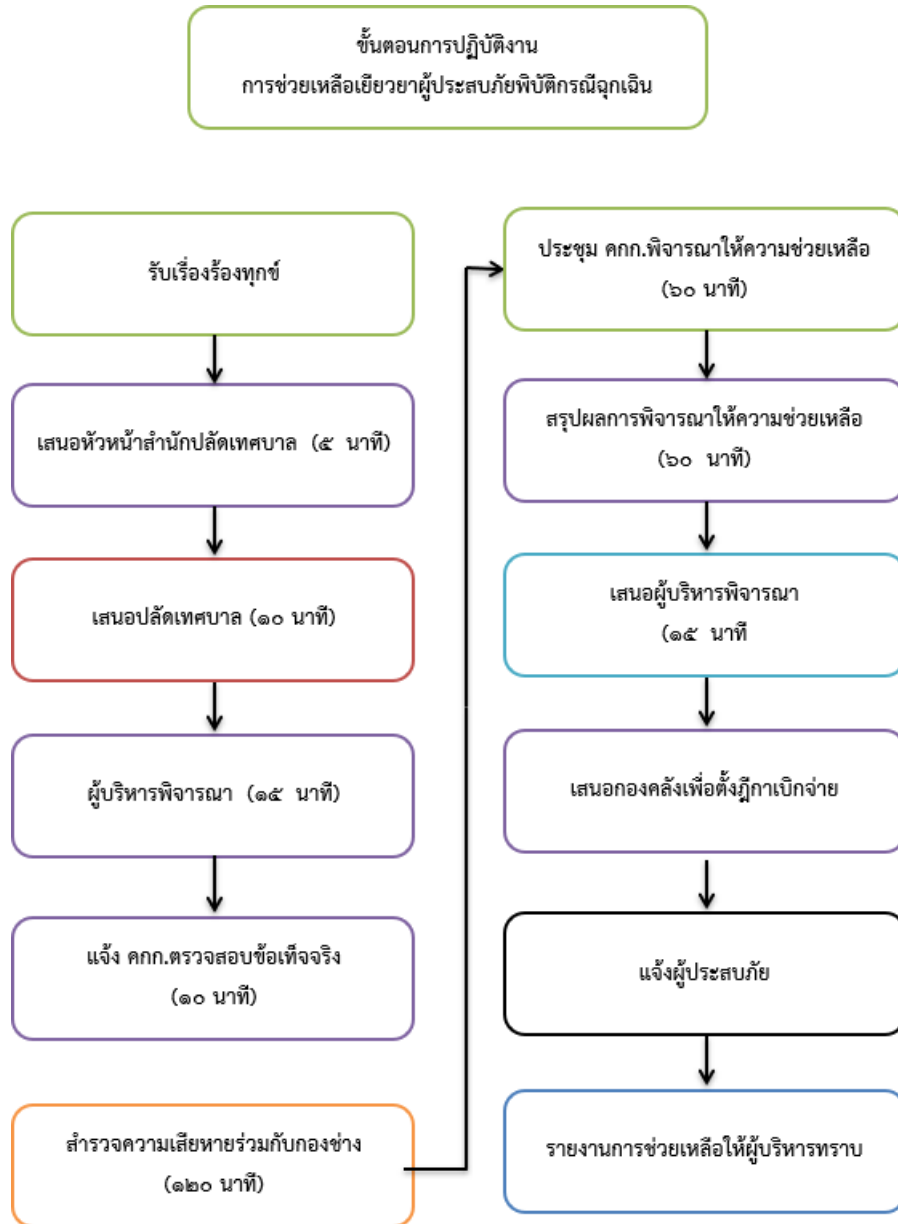 ขั้นตอนการปฏิบัติงาน
การช่วยเหลือเยียวยาผู้ประสบภัยพิบัติกรณีฉุกเฉิน
รับเรื่องร้องทุกข์
เสนอหัวหน้าสำนักปลัดเทศบาล (๕ นาที)
เสนอปลัดเทศบาล (๑๐ นาที)
ผู้บริหารพิจารณา (๑๕ นาที)
แจ้ง คกก.ตรวจสอบข้อเท็จจริง
(๑๐ นาที)
สำรวจความเสียหายร่วมกับกองช่าง
(๑๒๐ นาที)
ประชุม คกก.พิจารณาให้ความช่วยเหลือ
(๖๐ นาที)
สรุปผลการพิจารณาให้ความช่วยเหลือ
(๖๐ นาที)
เสนอผู้บริหารพิจารณา
(๑๕ นาที
เสนอกองคลังเพื่อตั้งฎีกาเบิกจ่าย
แจ้งผู้ประสบภัย
รายงานการช่วยเหลือให้ผู้บริหารทราบ